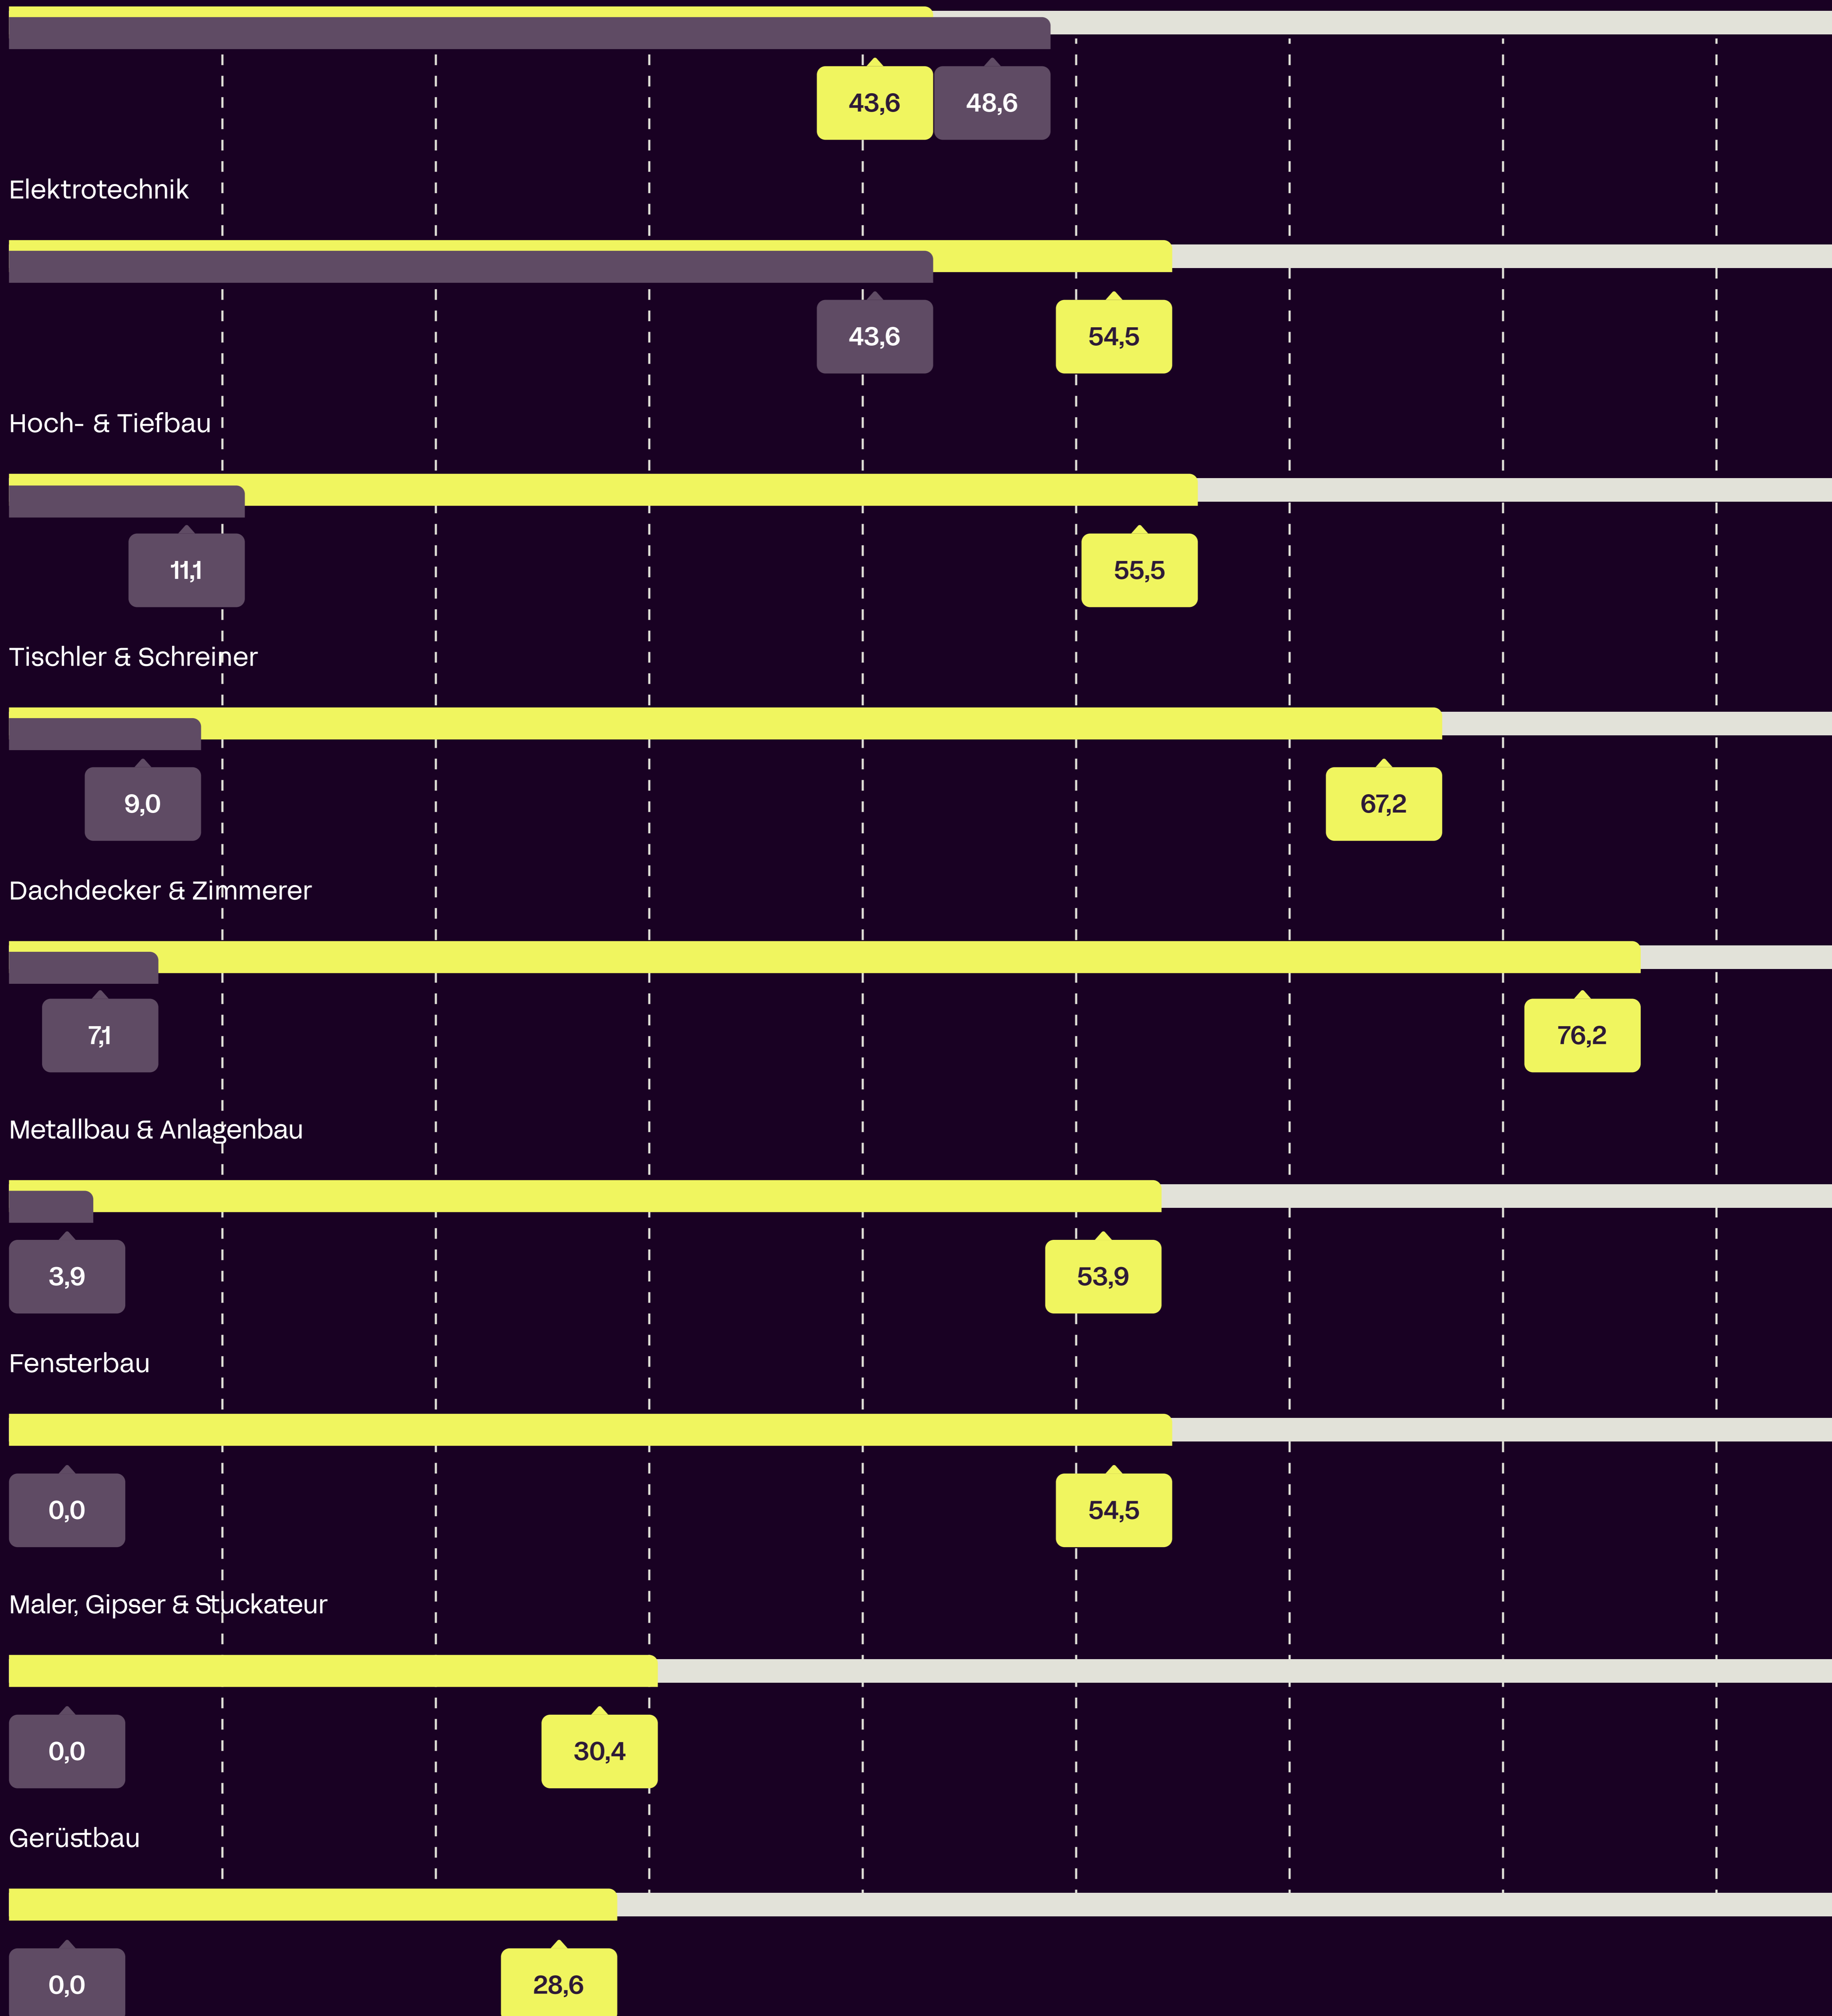 43,6 48,6
Elektrotechnik
43,6 54,5
Hoch- & Tiefbau
11,1 55,5
Tischler & Schreiner
9,0 67,2
Dachdecker & Zimmerer
7,1 76,2
Metallbau & Anlagenbau
3,9 53,9
Fensterbau
0,0 54,5
Maler, Gipser & Stuckateur
0,0 30,4
Gerüstbau
0,0 28,6